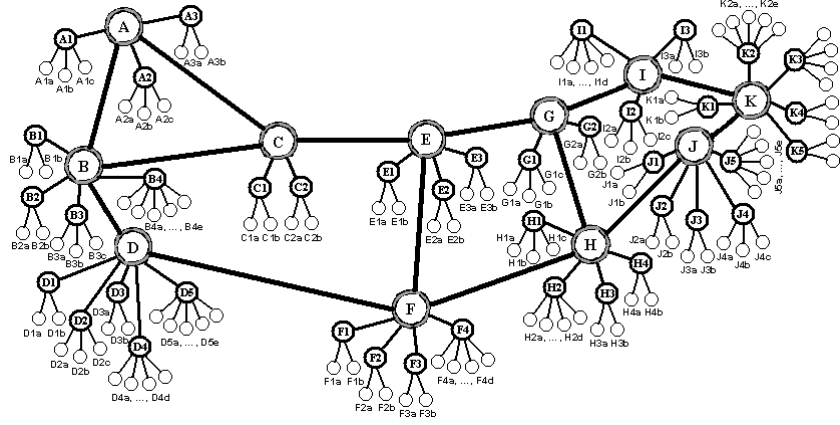 K2a, ..., K2e
A
A1
A3
A1a
A1b
A1c
A2
A3a
A3b
A2a
A2b
A2c
I1
I3
I
I3a
I3b
I1a, ..., I1d
K2
K3
K
K1a
K1
K1b
K4
K5
I2
I2a
I2b
I2c
G
G2
G2a
G2b
G1
G1a
G1b
G1c
B1
B1a
B1b
B
B2
B2a
B2b
B3
B3a
B3b
B3c
B4
B4a, ..., B4e
C
C1
C2
C1a C1b C2a C2b
E
E1
E3
E2
E1a
E1b
E3a
E3b
E2a
E2b
J
J1
J1a
J1b
J5
J5a, ..., J5e
J2
J2a
J2b
J3
J3a
J3b
J4
J4a
J4b
J4c
D
D1
D1a
D1b
D2
D2a
D2b
D2c
D3
D3a
D3b
D5
D5a, ..., D5e
D4
D4a, ..., D4d
H1
H1a
H1b
H1c
H
H4
H4a
H4b
H2
H2a, ..., H2d
H3
H3a
H3b
F
F1
F1a
F1b
F2
F2a
F2b
F3
F3a
F3b
F4
F4a, ..., F4d